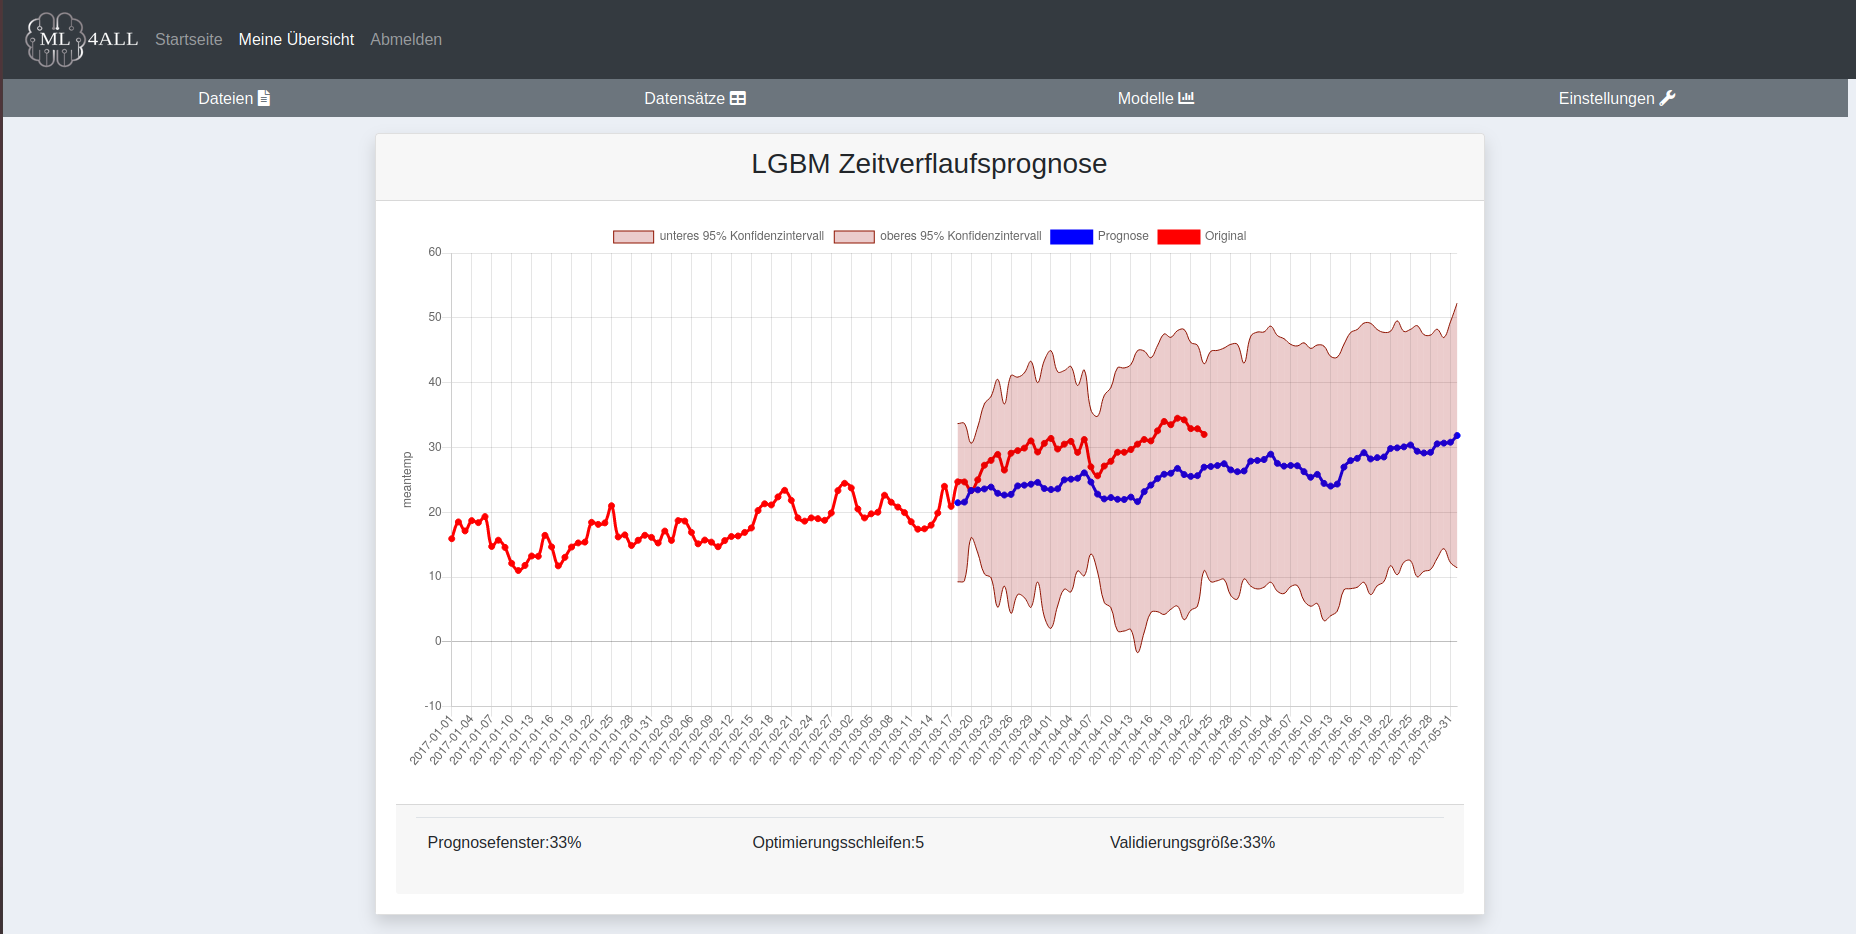 ML 4ALL Startseite Meine Übersicht Abmelden
Dateien Datensätze Modelle Einstellungen
LGBM Zeitverflaufsprognose
unteres 95% Konfidenzintervall oberes 95% Konfidenzintervall Prognose Original
60
50
40
30
20
10
0
-10
meantemp
2017-01-01 2017-01-04 2017-01-07 2017-01-10 2017-01-13 2017-01-16 2017-01-19 2017-01-22 2017-01-25 2017-01-28 2017-01-31 2017-02-03 2017-02-06 2017-02-09 2017-02-12 2017-02-15 2017-02-18 2017-02-21 2017-02-24 2017-02-27 2017-03-02 2017-03-05 2017-03-08 2017-03-11 2017-03-14 2017-03-17 2017-03-20 2017-03-23 2017-03-26 2017-03-29 2017-04-01 2017-04-04 2017-04-07 2017-04-10 2017-04-13 2017-04-16 2017-04-19 2017-04-22 2017-04-25 2017-04-28 2017-05-01 2017-05-04 2017-05-07 2017-05-10 2017-05-13 2017-05-16 2017-05-19 2017-05-22 2017-05-25 2017-05-28 2017-05-31
Prognosefenster:33% Optimierungsschleifen:5 Validierungsgröße:33%